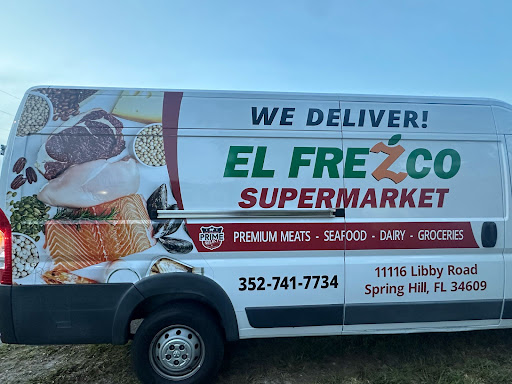 WE DELIVER!
EL FREZCO
SUPERMARKET
PRIME
PREMIUM MEATS - SEAFOOD - DAIRY - GROCERIES
352-741-7734
11116 Libby Road
Spring Hill, FL 34609